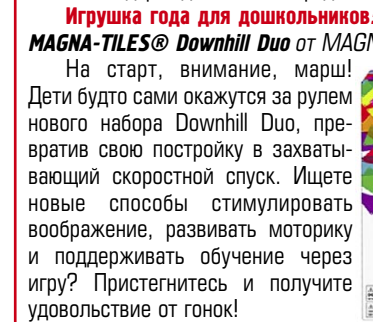 Игрушка года для дошкольников.
MAGNA-TILES® Downhill Duo от MAGN
На старт, внимание, марш!
Дети будто сами окажутся за рулем
нового набора Downhill Duo, пре-
вратив свою постройку в захваты-
вающий скоростной спуск. Ищете
новые способы стимулировать
воображение, развивать моторику
и поддерживать обучение через
игру? Пристегнитесь и получите
удовольствие от гонок!